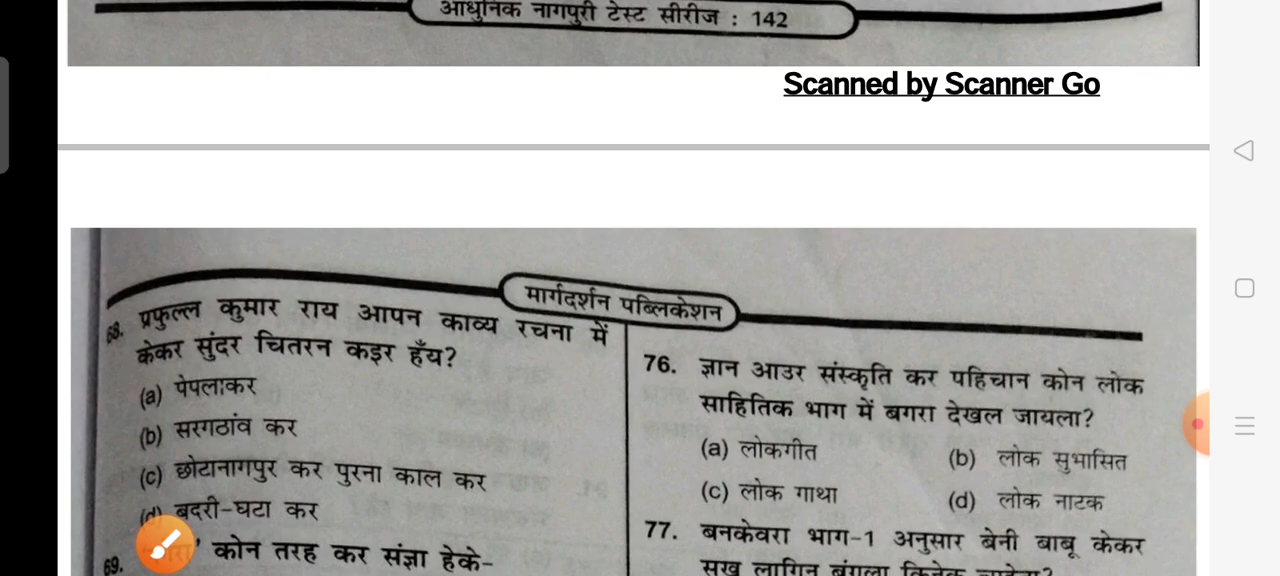 आधुनिक नागपुरी टेस्ट सीरीज : 142
Scanned by Scanner Go
मार्गदर्शन पब्लिकेशन
68. प्रफुल्ल कुमार राय आपन काव्य रचना में
केकर सुंदर चितरन कइर हँय?
(a) पेपलाकर
(b) सरगठांव कर
(c) छोटानागपुर कर पुरना काल कर
(d) बदरी-घटा कर
69. ' कोन तरह कर संज्ञा हेके-
76. ज्ञान आउर संस्कृति कर पहिचान कोन लोक
साहितिक भाग में बगरा देखल जायला?
(a) लोकगीत (b) लोक सुभासित
(c) लोक गाथा (d) लोक नाटक
77. बनकेवरा भाग-1 अनुसार बेनी बाबू केकर
सुख लागिन बंगला